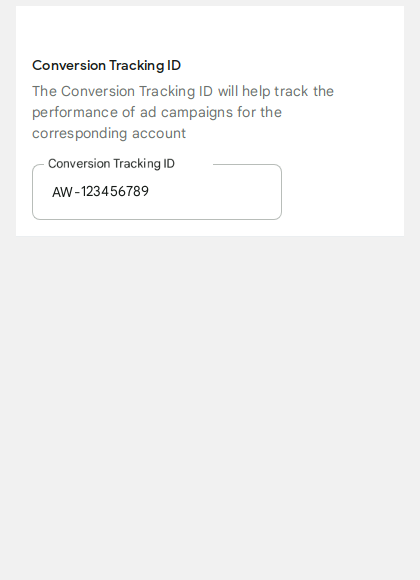 Conversion Tracking ID
The Conversion Tracking ID will help track the
performance of ad campaigns for the
corresponding account
Conversion Tracking ID
AW-123456789